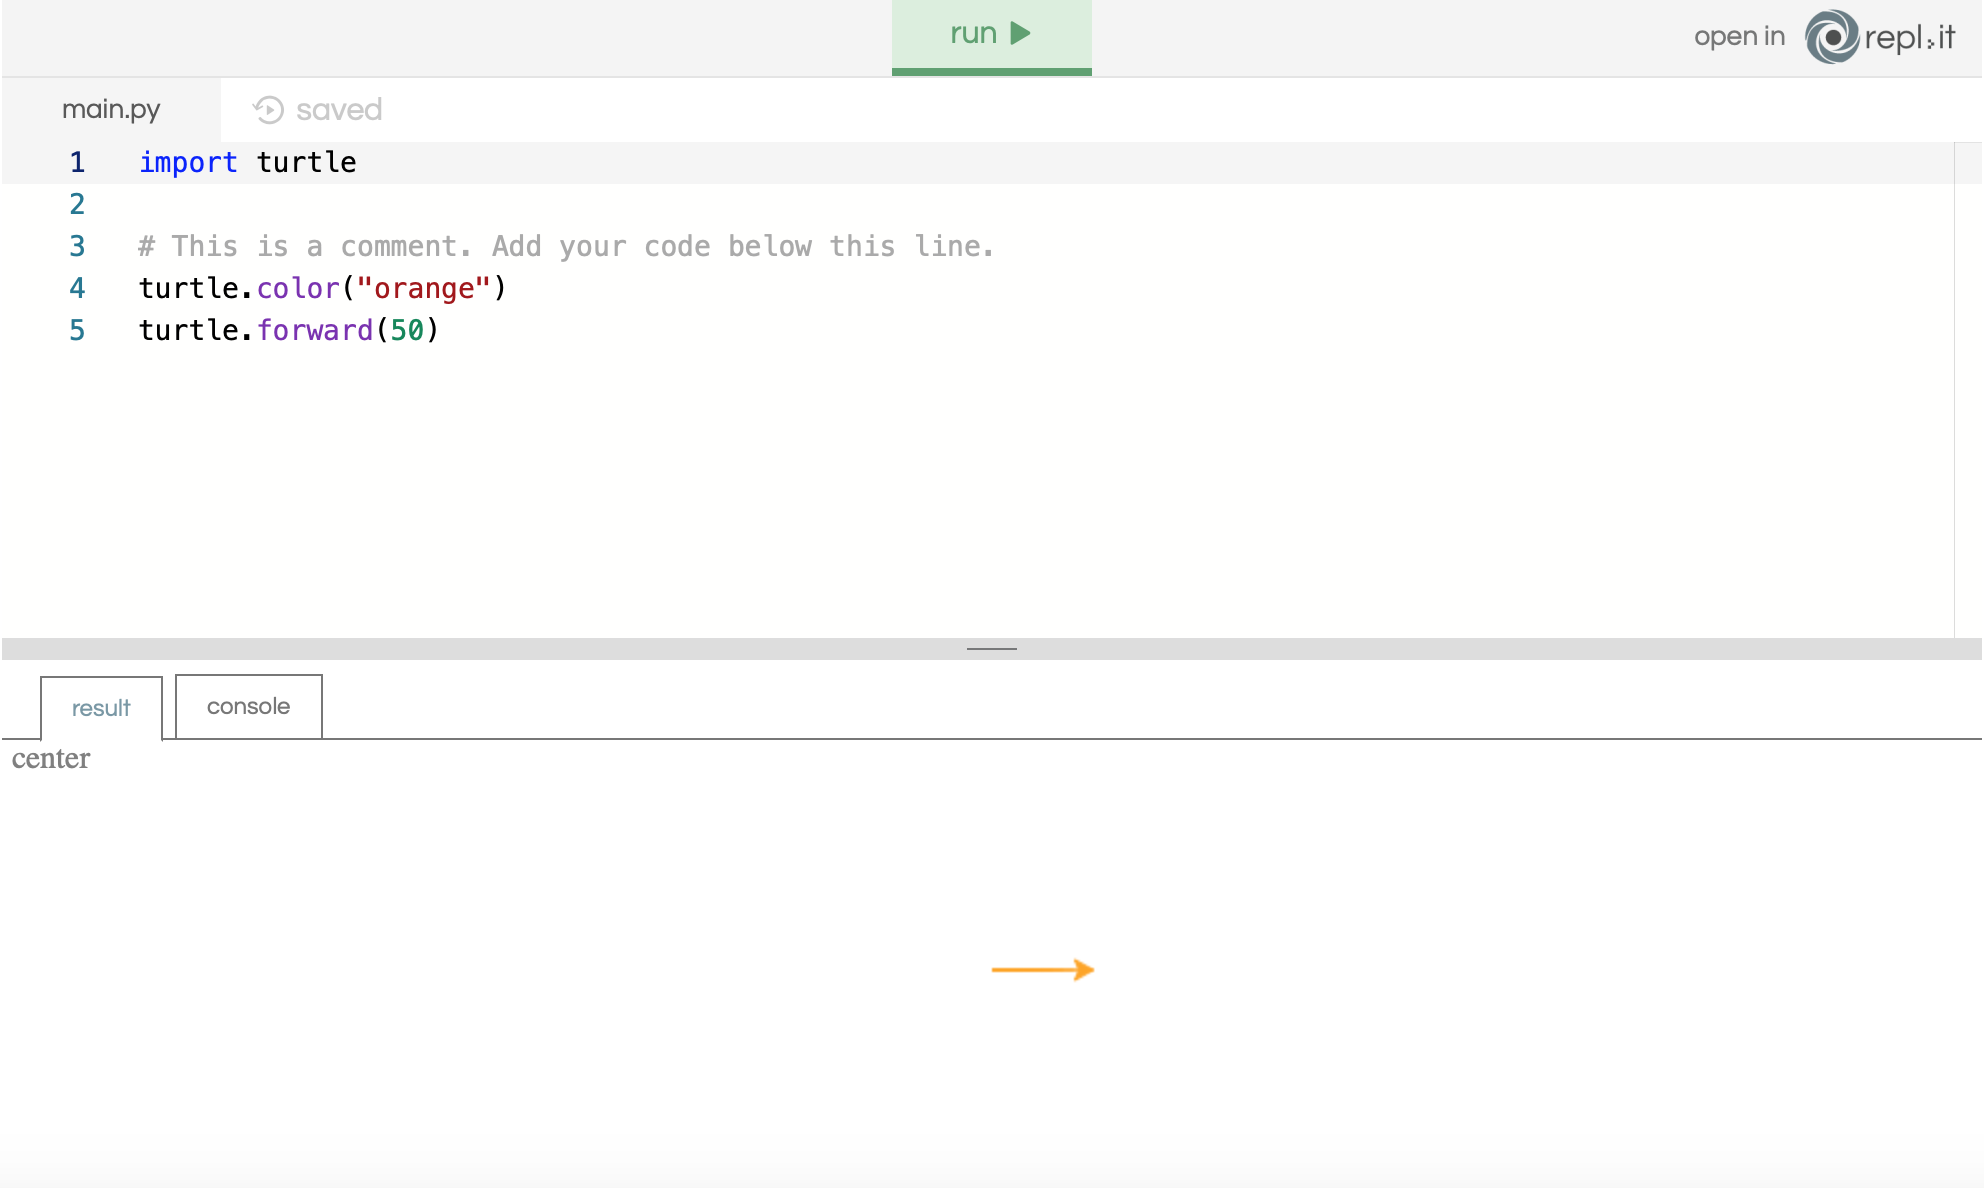 run
open in repl.it
main.py saved
1 import turtle
2
3 # This is a comment. Add your code below this line.
4 turtle.color("orange")
5 turtle.forward(50)
result console
center